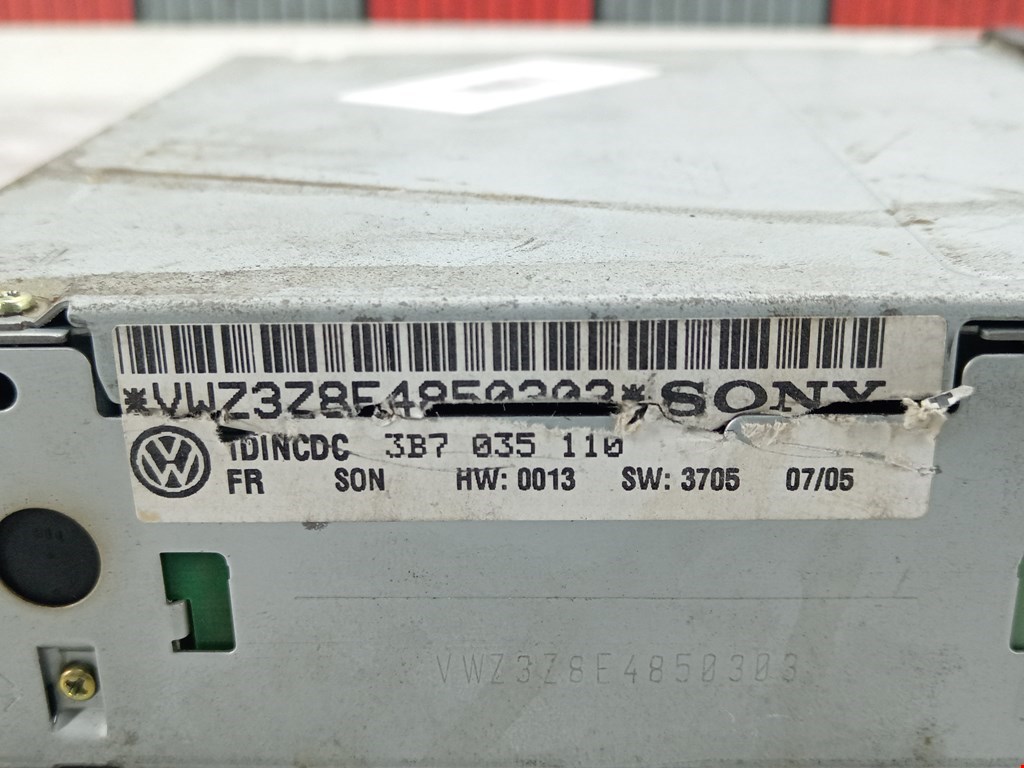 *VWZ3Z8E4850303* SONY
1DINCDC 3B7 035 110
FR SON HW: 0013 SW: 3705 07/05
VWZ3Z8E4850303